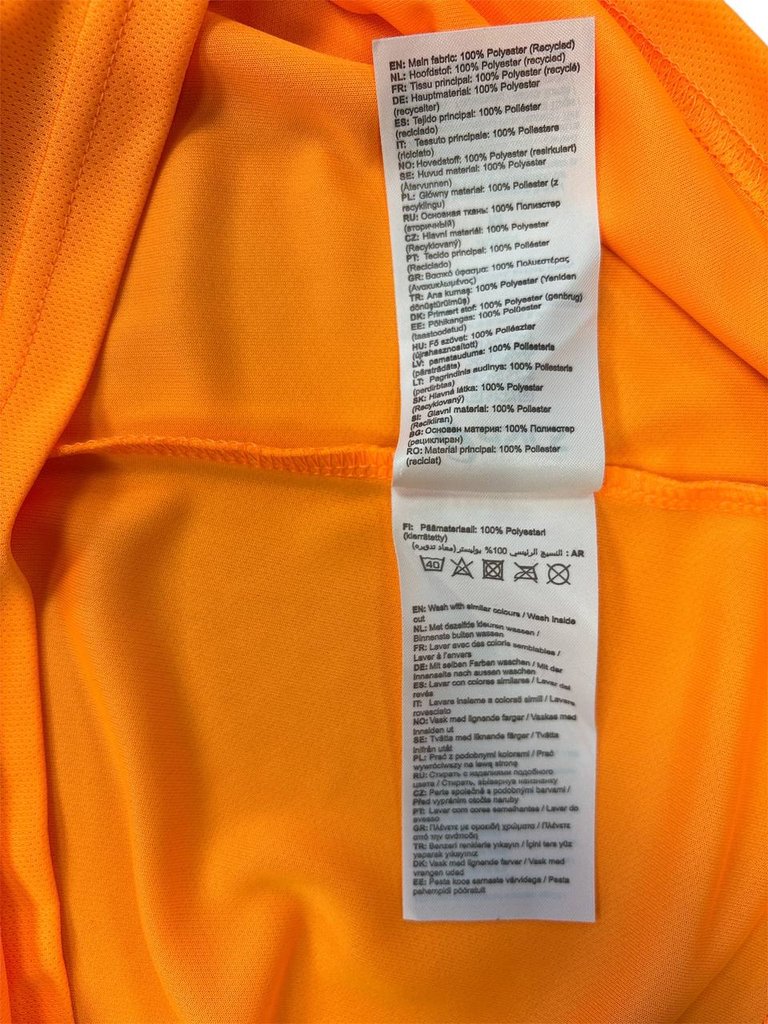 EN: Main fabric: 100% Polyester (Recycled)
NL: Hoofdstof: 100% Polyester (recycled)
FR: Tissu principal: 100% Polyester (recyclé)
DE: Hauptmaterial: 100% Polyester
(recycelter)
ES: Tejido principal: 100% Poliéster
(reciclado)
IT: Tessuto principale: 100% Poliestere
(riciclato)
NO: Hovedstoff: 100% Polyester (resirkulert)
SE: Huvud material: 100% Polyester
(Återvunnen)
PL: Główny material: 100% Poliester (z
recyklingu)
RU: Основная ткань: 100% Полиэстер
(вторичный)
CZ: Hlavní materiál: 100% Polyester
(Recyklovaný)
PT: Tecido principal: 100% Poliéster
(Reciclado)
GR: Βασικό ύφασμα: 100% Πολυεστέρας
(Ανακυκλωμένος)
TR: Ana kumaş: 100% Polyester (Yeniden
dönüştürülmüş)
DK: Primært stof: 100% Polyester (genbrug)
EE: Põhikangas: 100% Polüester
(taastoodetud)
HU: Fő szövet: 100% Poliészter
(újrahasznosított)
LV: pamataudums: 100% Poliesteris
(pārstrādāts)
LT: Pagrindinis audinys: 100% Poliesteris
(perdirbtas)
SK: Hlavná látka: 100% Polyester
(Recyklovaný)
SI: Glavni material: 100% Poliester
(Recikliran)
BG: Основен материя: 100% Полиестер
(рециклиран)
RO: Material principal: 100% Polyester
(reciclat)
FI: Päämateriaali: 100% Polyesteri
(kierrätetty)
AR : النسيج الرئيسي 100% بوليستر (معاد تدويره)
40
EN: Wash with similar colours / Wash inside
out
NL: Met dezelfde kleuren wassen /
Binnenste buiten wassen
FR: Laver avec des coloris semblables /
Laver à l'envers
DE: Mit selben Farben waschen / Mit der
Innenseite nach aussen waschen
ES: Lavar con colores similares / Lavar del
revés
IT: Lavare insieme a colorati simili / Lavare
rovesciato
NO: Vask med lignende farger / Vaskes med
innsiden ut
SE: Tvätta med liknande färger / Tvätta
inifrån utåt
PL: Prać z podobnymi kolorami / Prać
wywróciwszy na lewą stronę
RU: Стирать с изделиями подобного
цвета / Стирать, вывернув наизнанку
CZ: Perte společně s podobnými barvami /
Před vypráním otočte naruby
PT: Lavar com cores semelhantes / Lavar do
avesso
GR: Πλένετε με ομοειδή χρώματα / Πλένετε
από την ανάποδη
TR: Benzeri renklerle yıkayın / İçini ters yüz
yaparak yıkayınız
DK: Vask med lignende farver / Vask med
vrangen udad
EE: Pesta koos samaste värvidega / Pesta
pahempidi pööratult